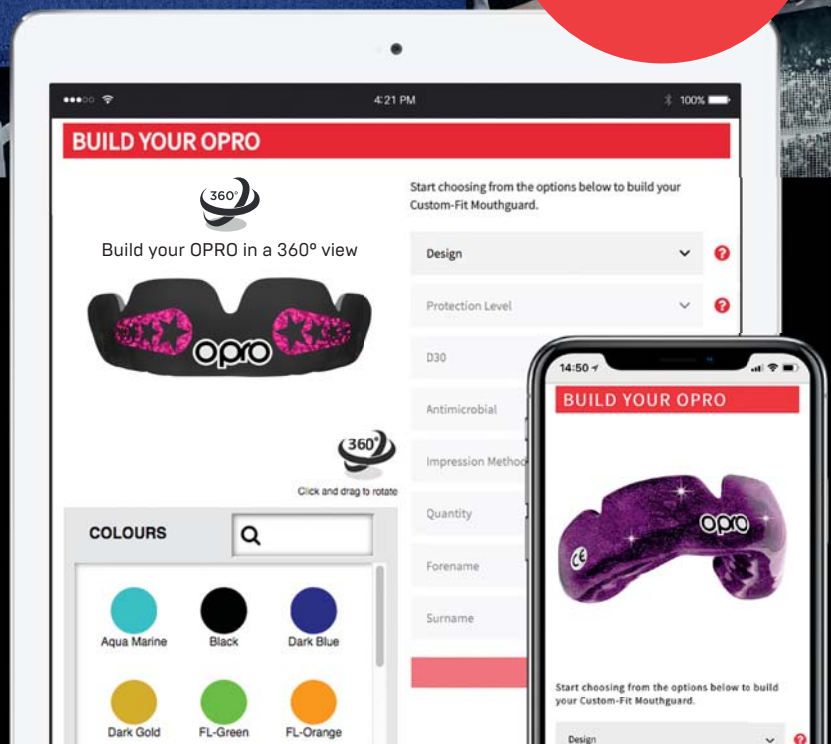 4:21 PM
100%
BUILD YOUR OPRO
360°
Build your OPRO in a 360° view
opro
360°
Click and drag to rotate
COLOURS
Aqua Marine
Black
Dark Blue
Dark Gold
FL-Green
FL-Orange
Start choosing from the options below to build your
Custom-Fit Mouthguard.
Design
Protection Level
D30
Antimicrobial
Impression Method
Quantity
Forename
Surname
14:50
BUILD YOUR OPRO
opro
CE
Start choosing from the options below to build
your Custom-Fit Mouthguard.
Design